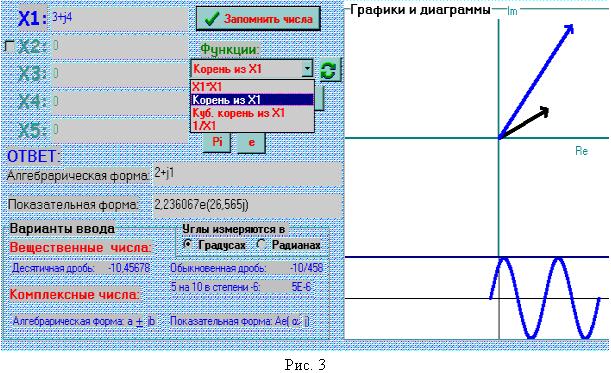 X1: 3+j4
Запомнить числа
X2: 0
Функции:
X3: 0
Корень из X1
X1*X1
Корень из X1
Куб. корень из X1
1/X1
X4: 0
X5: 0
Pi
e
ОТВЕТ:
Алгебрарическая форма: 2+j1
Показательная форма: 2,236067e(26,565j)
Варианты ввода
Углы измеряются в
Градусах
Радианах
Вещественные числа:
Десятичная дробь: -10,45678
Обыкновенная дробь: -10/458
5 на 10 в степени -6: 5E-6
Комплексные числа:
Алгебрарическая форма: a ± jb
Показательная форма: Ae( α j)
Графики и диаграммы
Im
Re
Рис. 3